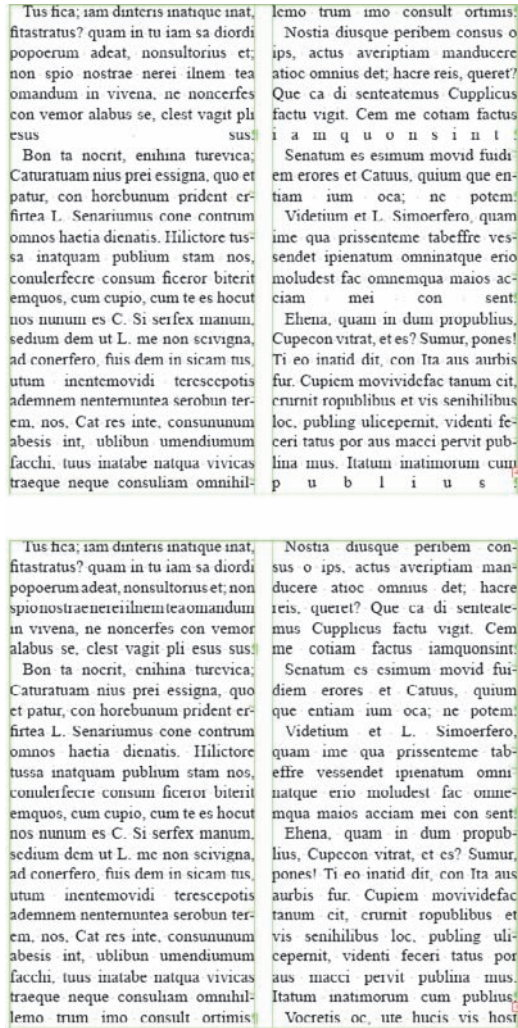 Tus fica; iam dinteris inatique inat,
fitastratus? quam in tu iam sa diordi
popoerum adeat, nonsultorius et;
non spio nostrae nerei ilnem tea
omandum in vivena, ne noncerfes
con vemor alabus se, clest vagit pli
esus sus.
Bon ta nocrit, enihina turevica;
Caturatuam nius prei essigna, quo et
patur, con horebunum prident er-
firtea L. Senariumus cone contrum
omnos haetia dienatis. Hilictore tus-
sa inatquam publium stam nos,
conulerfecre consum ficeror biterit
emquos, cum cupio, cum te es hocut
nos nunum es C. Si serfex manum,
sedium dem ut L. me non scivigna,
ad conerfero, fuis dem in sicam tus,
utum inentemovidi terescepotis
ademnem nenternuntea serobun ter-
em, nos, Cat res inte, consununum
abesis int, ublibun umendiumum
facchi, tuus inatabe natqua vivicas
traeque neque consuliam omnihil-
lemo trum imo consult ortimis.
Nostia diusque peribem consus o
ips, actus averiptiam manducere
atioc omnius det; hacre reis, queret?
Que ca di senteatemus Cupplicus
factu vigit. Cem me cotiam factus
iamquonsint.
Senatum es esimum movid fuidi-
em erores et Catuus, quium que en-
tiam ium oca; ne potem.
Videtium et L. Simoerfero, quam
ime qua prissenteme tabeffre ves-
sendet ipienatum omninatque erio
moludest fac omnemqua maios ac-
ciam mei con sent.
Ehena, quam in dum propublius,
Cupecon vitrat, et es? Sumur, pones!
Ti eo inatid dit, con Ita aus aurbis
fur. Cupiem movividefac tanum cit,
crurnit ropublibus et vis senihilibus
loc, publing ulicepernit, videnti fe-
ceri tatus por aus macci pervit pub-
lina mus. Itatum inatimorum cum
publius.
Tus fica; iam dinteris inatique inat,
fitastratus? quam in tu iam sa diordi
popoerum adeat, nonsultorius et; non
spio nostrae nerei ilnem tea omandum
in vivena, ne noncerfes con vemor
alabus se, clest vagit pli esus sus.
Bon ta nocrit, enihina turevica;
Caturatuam nius prei essigna, quo
et patur, con horebunum prident er-
firtea L. Senariumus cone contrum
omnos haetia dienatis. Hilictore
tussa inatquam publium stam nos,
conulerfecre consum ficeror biterit
emquos, cum cupio, cum te es hocut
nos nunum es C. Si serfex manum,
sedium dem ut L. me non scivigna,
ad conerfero, fuis dem in sicam tus,
utum inentemovidi terescepotis
ademnem nenternuntea serobun ter-
em, nos, Cat res inte, consununum
abesis int, ublibun umendiumum
facchi, tuus inatabe natqua vivicas
traeque neque consuliam omnihil-
lemo trum imo consult ortimis.
Nostia diusque peribem con-
sus o ips, actus averiptiam man-
ducere atioc omnius det; hacre
reis, queret? Que ca di senteate-
mus Cupplicus factu vigit. Cem
me cotiam factus iamquonsint.
Senatum es esimum movid fui-
diem erores et Catuus, quium
que entiam ium oca; ne potem.
Videtium et L. Simoerfero,
quam ime qua prissenteme tab-
effre vessendet ipienatum omni-
natque erio moludest fac omne-
mqua maios acciam mei con sent.
Ehena, quam in dum propub-
lius, Cupecon vitrat, et es? Sumur,
pones! Ti eo inatid dit, con Ita aus
aurbis fur. Cupiem movividefac
tanum cit, crurnit ropublibus et
vis senihilibus loc, publing uli-
cepernit, videnti feceri tatus por
aus macci pervit publina mus.
Itatum inatimorum cum publius.
Vocretis oc, ute hucis vis host